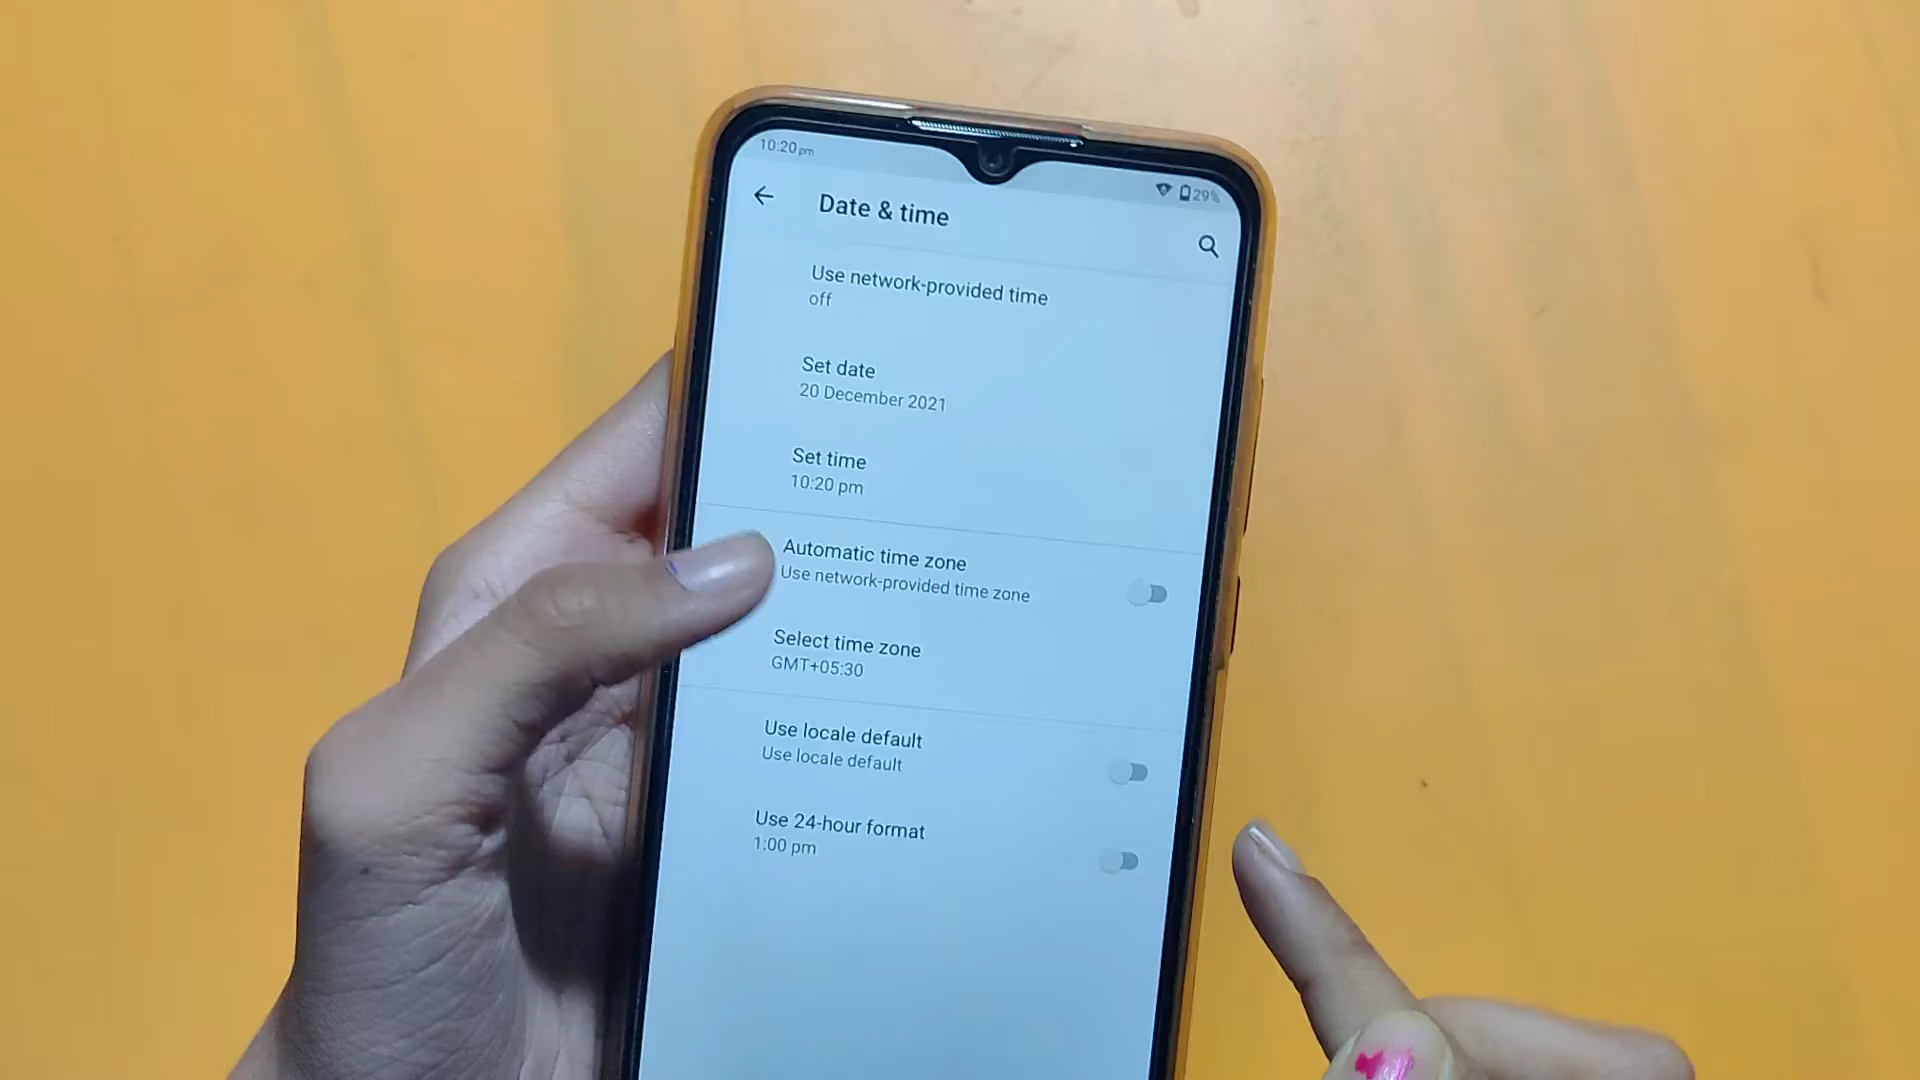 10:20 pm
29%
Date & time
Use network-provided time
off
Set date
20 December 2021
Set time
10:20 pm
Automatic time zone
Use network-provided time zone
Select time zone
GMT+05:30
Use locale default
Use locale default
Use 24-hour format
1:00 pm